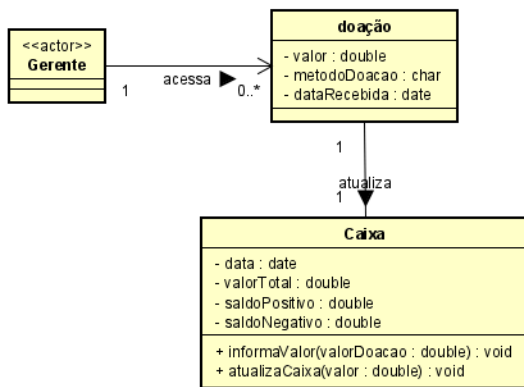 <<actor>>
Gerente
acessa
1
0..*
doação
- valor : double
- metodoDoacao : char
- dataRecebida : date
1
atualiza
1
Caixa
- data : date
- valorTotal : double
- saldoPositivo : double
- saldoNegativo : double
+ informaValor(valorDoacao : double) : void
+ atualizaCaixa(valor : double) : void